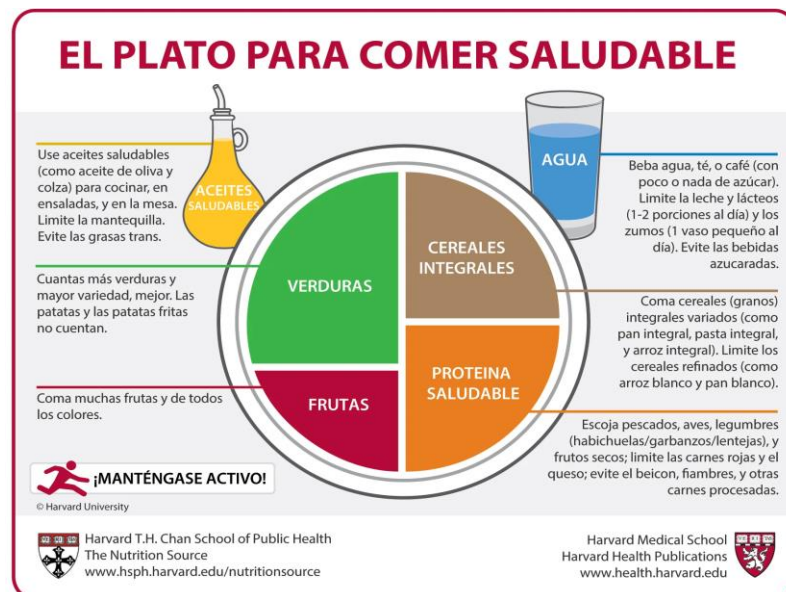 EL PLATO PARA COMER SALUDABLE
Use aceites saludables
(como aceite de oliva y
colza) para cocinar, en
ensaladas, y en la mesa.
Limite la mantequilla.
Evite las grasas trans.
ACEITES
SALUDABLES
AGUA
Beba agua, té, o café (con
poco o nada de azúcar).
Limite la leche y lácteos
(1-2 porciones al día) y los
zumos (1 vaso pequeño al
día). Evite las bebidas
azucaradas.
Cuantas más verduras y
mayor variedad, mejor. Las
patatas y las patatas fritas
no cuentan.
VERDURAS
CEREALES
INTEGRALES
Coma cereales (granos)
integrales variados (como
pan integral, pasta integral,
y arroz integral). Limite los
cereales refinados (como
arroz blanco y pan blanco).
Coma muchas frutas y de todos
los colores.
FRUTAS
PROTEINA
SALUDABLE
Escoja pescados, aves, legumbres
(habichuelas/garbanzos/lentejas), y
frutos secos; limite las carnes rojas y el
queso; evite el beicon, fiambres, y otras
carnes procesadas.
¡MANTÉNGASE ACTIVO!
© Harvard University
Harvard T.H. Chan School of Public Health
The Nutrition Source
www.hsph.harvard.edu/nutritionsource
Harvard Medical School
Harvard Health Publications
www.health.harvard.edu